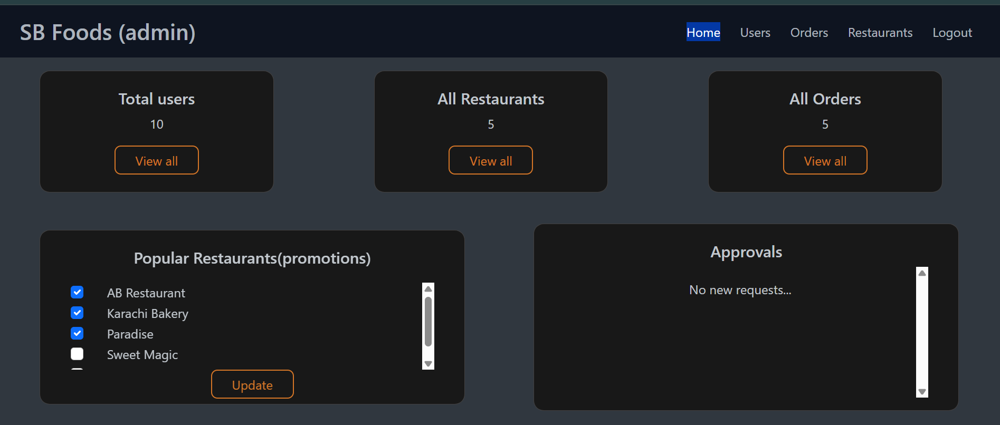 SB Foods (admin)
Home Users Orders Restaurants Logout
Total users
10
View all
All Restaurants
5
View all
All Orders
5
View all
Popular Restaurants(promotions)
AB Restaurant
Karachi Bakery
Paradise
Sweet Magic
Update
Approvals
No new requests...